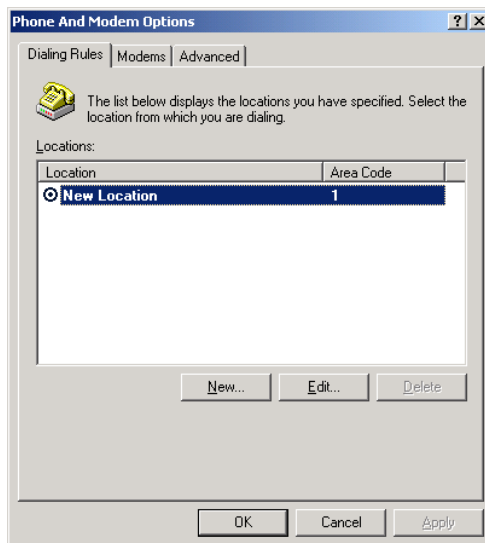 Phone And Modem Options
Dialing Rules Modems Advanced
The list below displays the locations you have specified. Select the
location from which you are dialing.
Locations:
Location Area Code
New Location 1
New... Edit... Delete
OK Cancel Apply